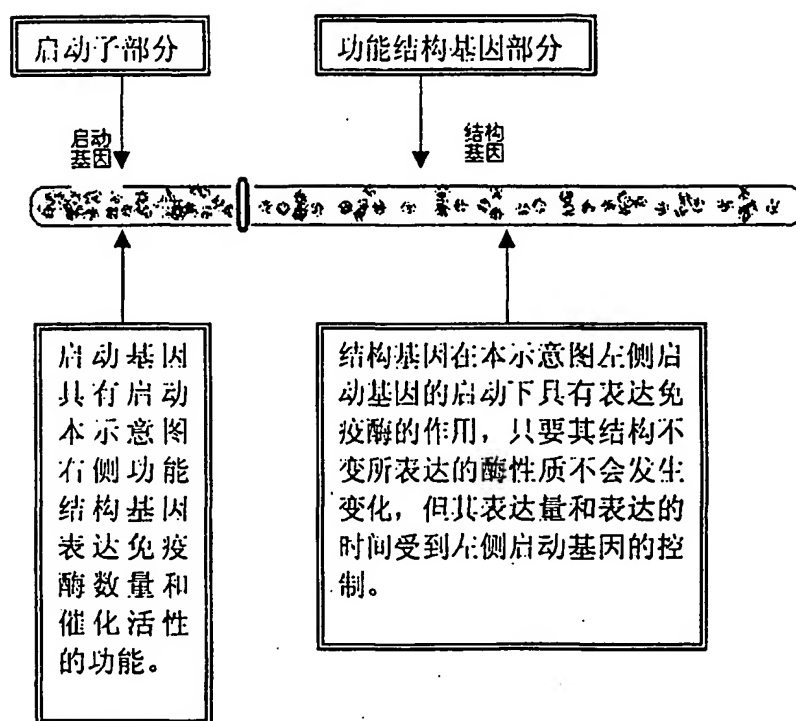 启动子部分
功能结构基因部分
启动
基因
结构
基因
启动基因
具有启动
本示意图
右侧功能
结构基因
表达免疫
酶数量和
催化活性
的功能。
结构基因在本示意图左侧启
动基因的启动下具有表达免
疫酶的作用，只要其结构不
变所表达的酶性质不会发生
变化，但其表达量和表达的
时间受到左侧启动基因的控
制。